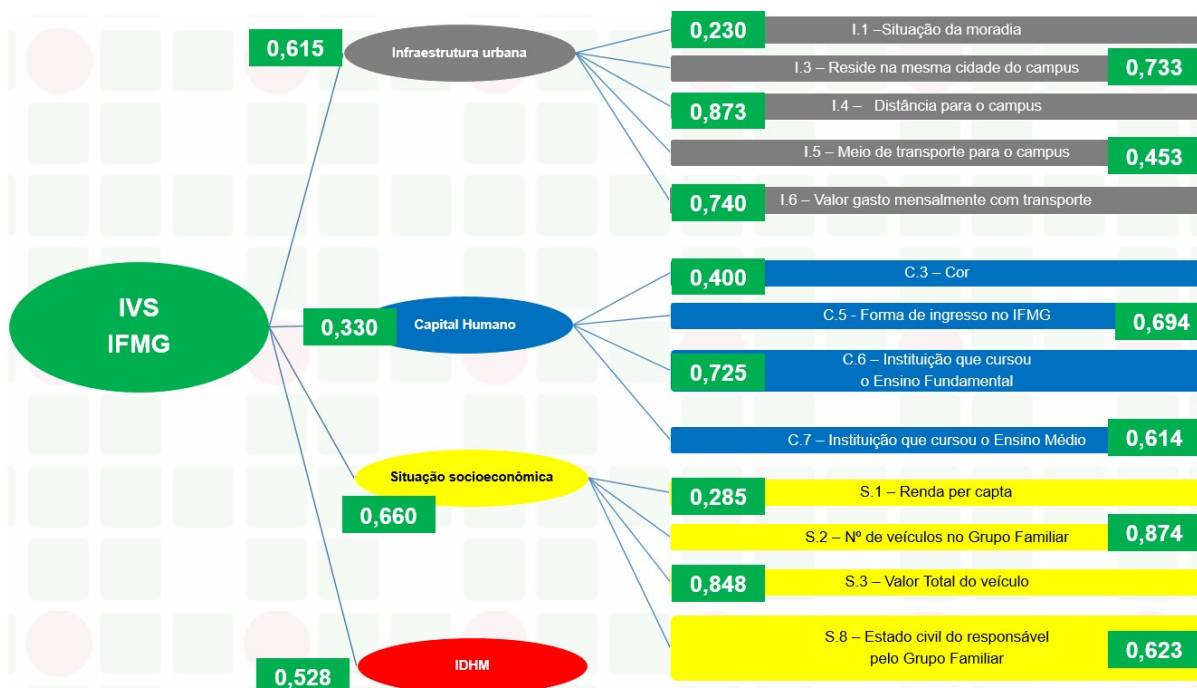 0,615
Infraestrutura urbana
0,230
I.1 –Situação da moradia
I.3 – Reside na mesma cidade do campus
0,733
0,873
I.4 – Distância para o campus
I.5 – Meio de transporte para o campus
0,453
0,740
I.6 – Valor gasto mensalmente com transporte
IVS
IFMG
0,330
Capital Humano
0,400
C.3 – Cor
C.5 - Forma de ingresso no IFMG
0,694
0,725
C.6 – Instituição que cursou
o Ensino Fundamental
C.7 – Instituição que cursou o Ensino Médio
0,614
Situação socioeconômica
0,660
0,285
S.1 – Renda per capta
S.2 – Nº de veículos no Grupo Familiar
0,874
0,848
S.3 – Valor Total do veículo
S.8 – Estado civil do responsável
pelo Grupo Familiar
0,623
0,528
IDHM